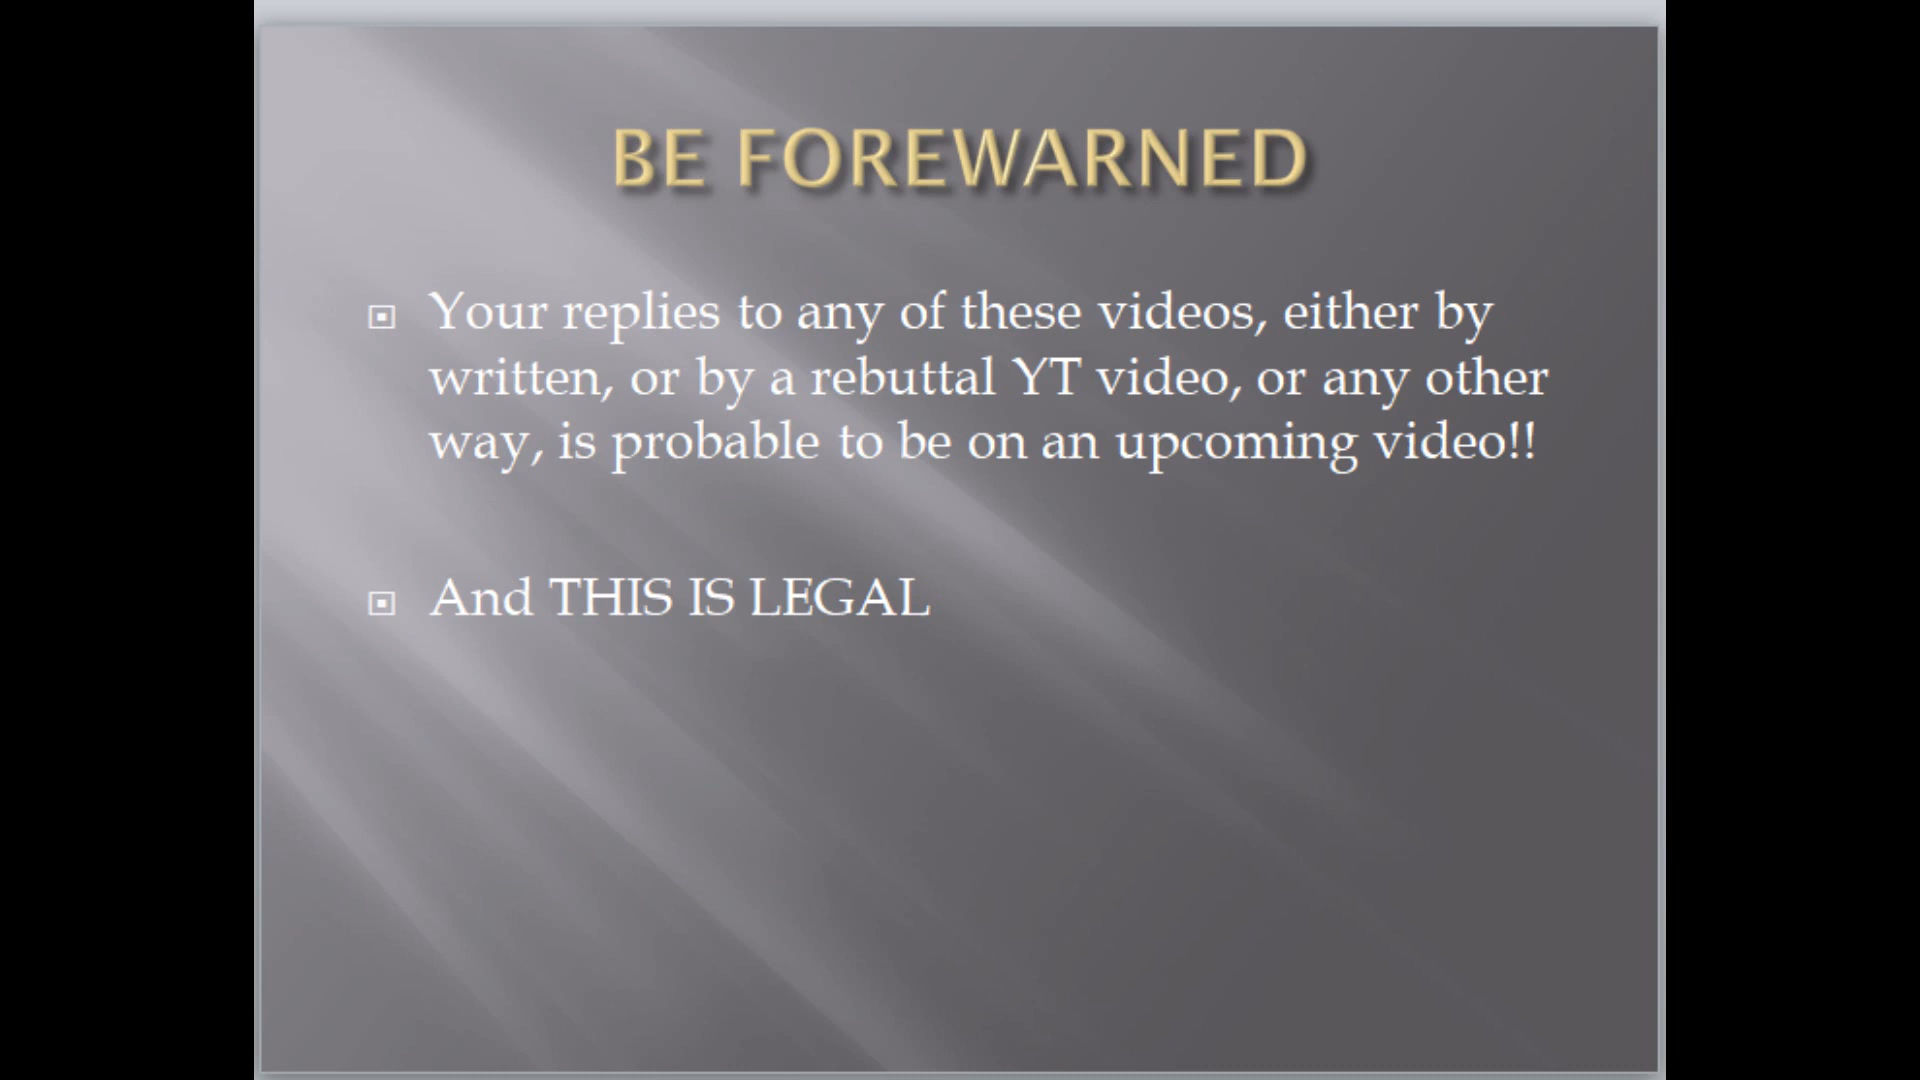 BE FOREWARNED
Your replies to any of these videos, either by
written, or by a rebuttal YT video, or any other
way, is probable to be on an upcoming video!!
And THIS IS LEGAL